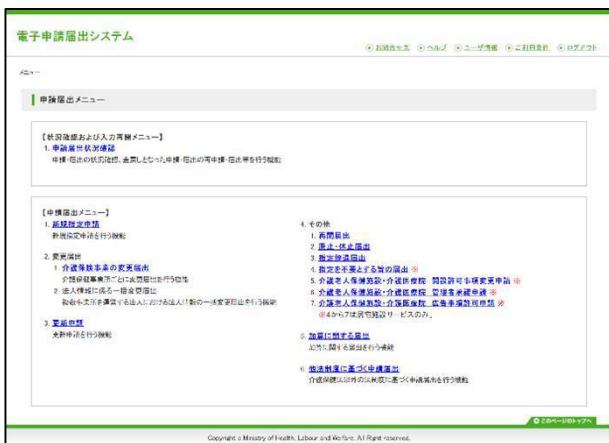 電子申請届出システム
お問合せ先 ヘルプ ユーザ情報 ご利用規約 ログアウト
メニュー
申請届出メニュー
【状況確認および入力再開メニュー】
1. 申請届出状況確認
申請・届出の状況確認、差戻しとなった申請・届出の再申請・届出等を行う機能
【申請届出メニュー】
1. 新規指定申請
新規指定申請を行う機能
2. 変更届出
1. 介護保険事業の変更届出
介護保険事業所ごとに変更届出を行う機能
2. 法人情報に係る一括変更届出
複数事業所を運営する法人における法人情報の一括変更届出を行う機能
3. 更新申請
更新申請を行う機能
4. その他
1. 再開届出
2. 廃止・休止届出
3. 指定辞退届出
4. 指定を不要とする旨の届出 ※
5. 介護老人保健施設・介護医療院 開設許可事項変更申請 ※
6. 介護老人保健施設・介護医療院 管理者承認申請 ※
7. 介護老人保健施設・介護医療院 広告事項許可申請 ※
※4から7は居宅施設サービスのみ。
5. 加算に関する届出
加算に関する届出を行う機能
6. 他法制度に基づく申請届出
介護保険法以外の法制度に基づく申請届出を行う機能
このページのトップへ
Copyright © Ministry of Health, Labour and Welfare, All Right reserved.